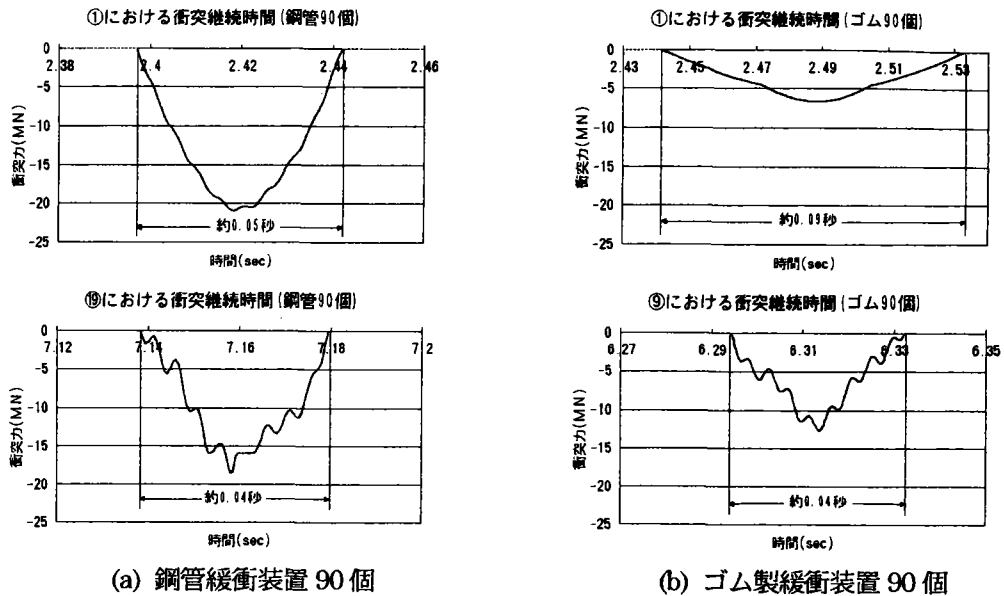 ①における衝突継続時間(鋼管90個)
0
2.38
2.4
2.42
2.44
2.46
-5
-10
-15
-20
-25
衝突力(MN)
約0.05秒
時間(sec)
①における衝突継続時間(ゴム90個)
0
2.43
2.45
2.47
2.49
2.51
2.53
-5
-10
-15
-20
-25
衝突力(MN)
約0.09秒
時間(sec)
⑲における衝突継続時間(鋼管90個)
0
7.12
7.14
7.16
7.18
7.2
-5
-10
-15
-20
-25
衝突力(MN)
約0.04秒
時間(sec)
⑨における衝突継続時間(ゴム90個)
0
6.27
6.29
6.31
6.33
6.35
-5
-10
-15
-20
-25
衝突力(MN)
約0.04秒
時間(sec)
(a) 鋼管緩衝装置 90 個
(b) ゴム製緩衝装置 90 個